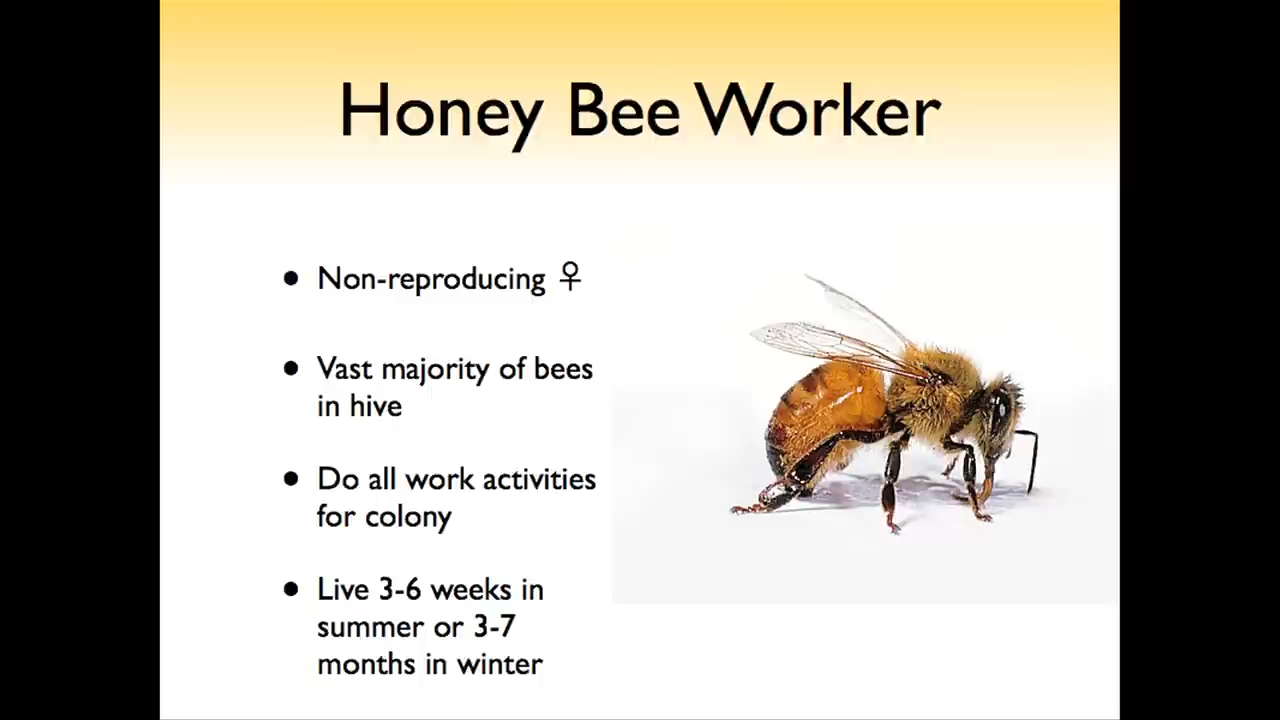 Honey Bee Worker
• Non-reproducing ♀
• Vast majority of bees
in hive
• Do all work activities
for colony
• Live 3-6 weeks in
summer or 3-7
months in winter